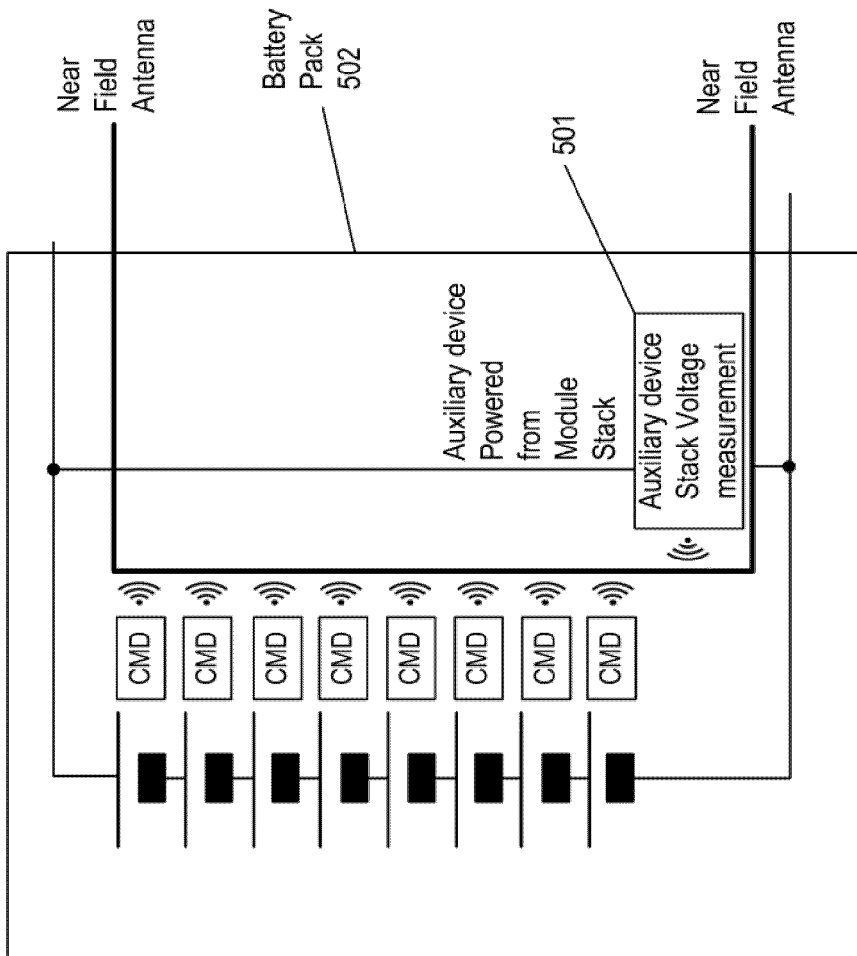 Near
Field
Antenna
Battery
Pack
502
CMD
CMD
CMD
CMD
CMD
CMD
CMD
CMD
Auxiliary device
Powered
from
Module
Stack
501
Auxiliary device
Stack Voltage
measurement
Near
Field
Antenna